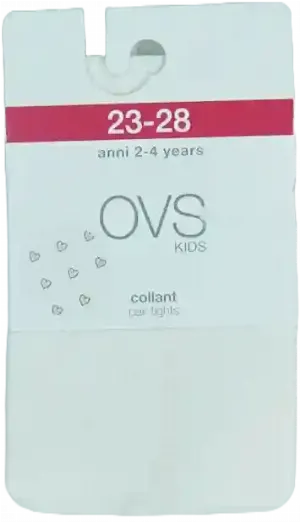 23-28
anni 2-4 years
OVS
KIDS
collant
pair tights